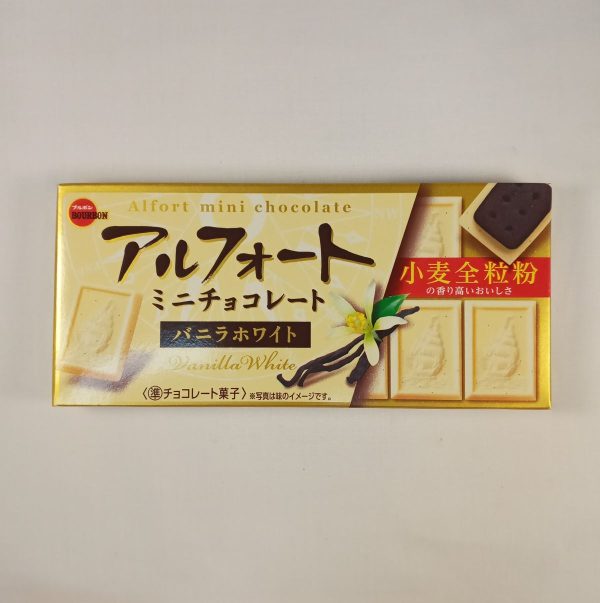 ブルボン
BOURBON
Alfort mini chocolate
アルフォート
ミニチョコレート
バニラホワイト
Vanilla White
小麦全粒粉
の香り高いおいしさ
〈準チョコレート菓子〉 ※写真は味のイメージです。